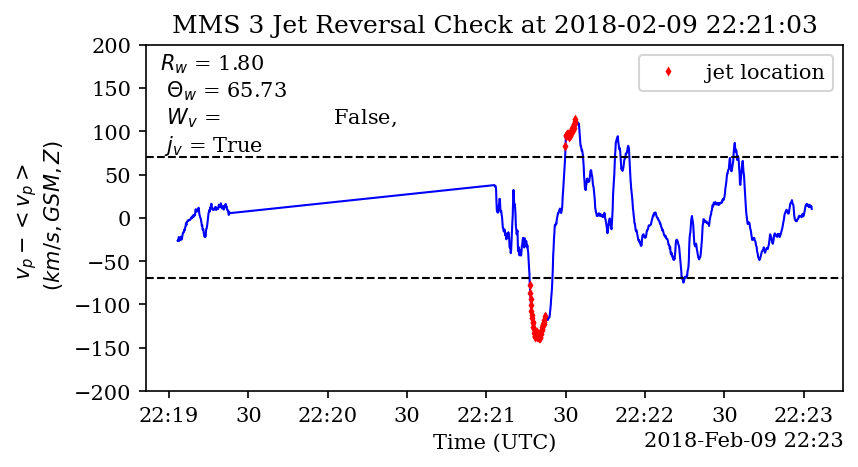 MMS 3 Jet Reversal Check at 2018-02-09 22:21:03
R_w = 1.80
Θ_w = 65.73
W_v = False,
j_v = True
jet location
v_p − < v_p >
(km/s, GSM, Z)
200
150
100
50
0
−50
−100
−150
−200
22:19 30 22:20 30 22:21 30 22:22 30 22:23
Time (UTC)
2018-Feb-09 22:23